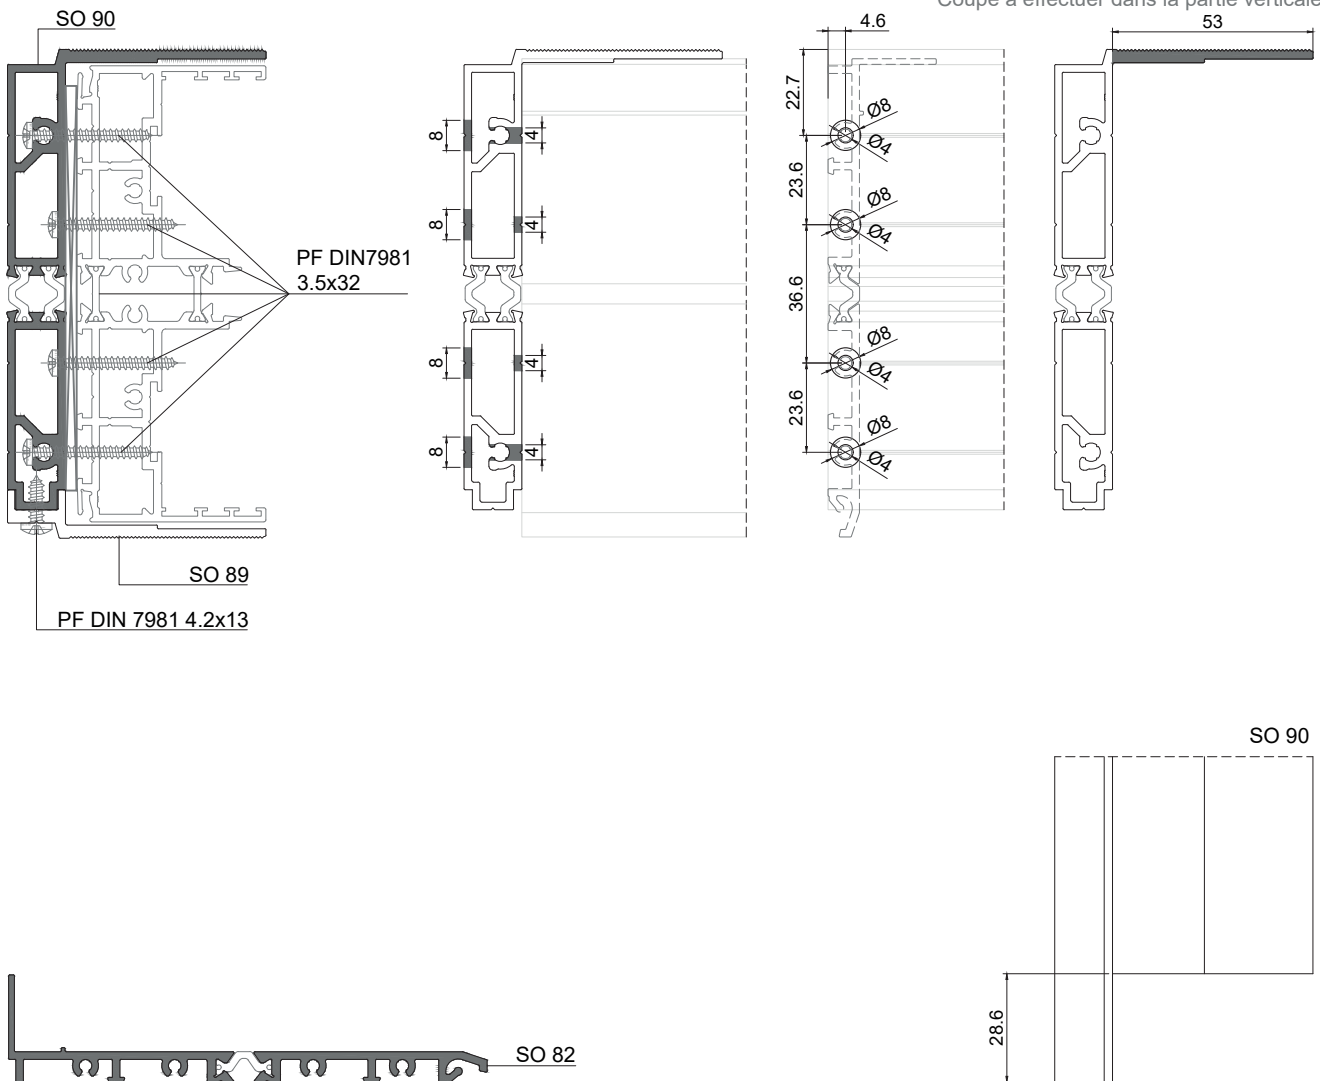 Coupe à effectuer dans la partie verticale
SO 90
4.6
53
22.7
Ø8
Ø4
8
4
23.6
Ø8
Ø4
8
4
PF DIN7981
3.5x32
36.6
Ø8
Ø4
8
4
23.6
Ø8
Ø4
8
4
SO 89
PF DIN 7981 4.2x13
SO 90
28.6
SO 82